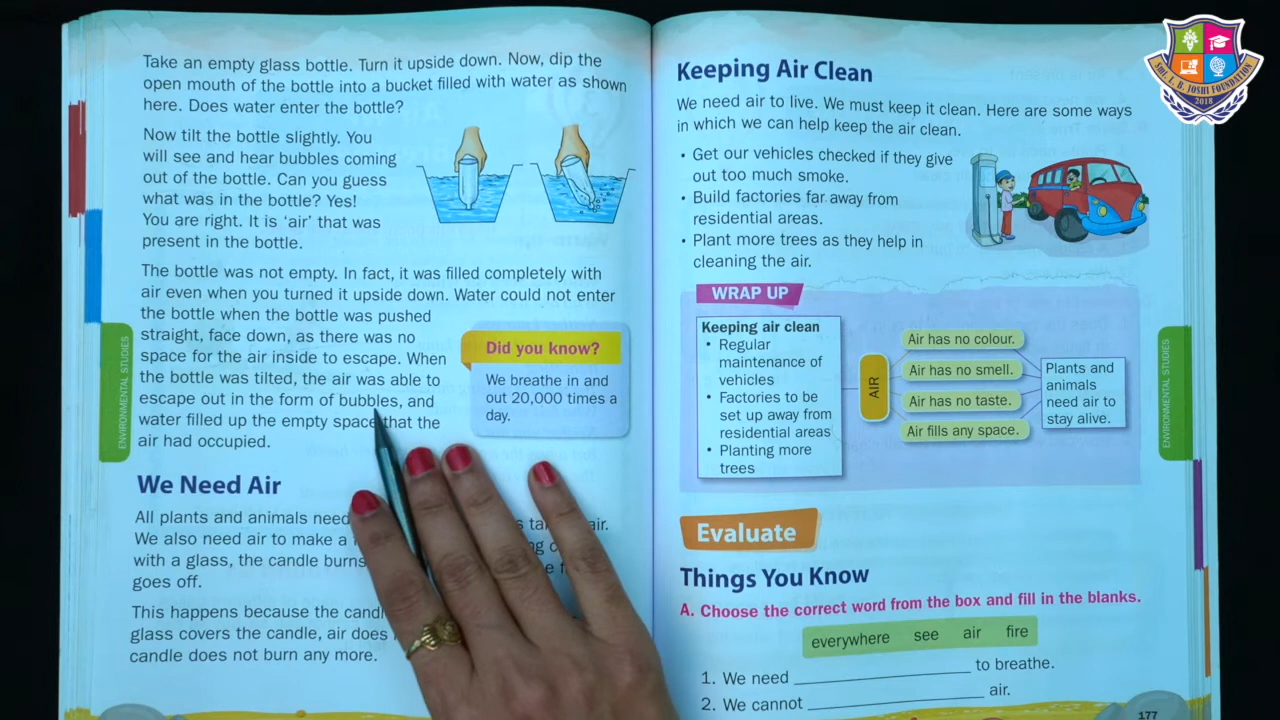 Take an empty glass bottle. Turn it upside down. Now, dip the
open mouth of the bottle into a bucket filled with water as shown
here. Does water enter the bottle?
Now tilt the bottle slightly. You
will see and hear bubbles coming
out of the bottle. Can you guess
what was in the bottle? Yes!
You are right. It is ‘air’ that was
present in the bottle.
The bottle was not empty. In fact, it was filled completely with
air even when you turned it upside down. Water could not enter
the bottle when the bottle was pushed
straight, face down, as there was no
space for the air inside to escape. When
the bottle was tilted, the air was able to
escape out in the form of bubbles, and
water filled up the empty space that the
air had occupied.
Did you know?
We breathe in and
out 20,000 times a
day.
ENVIRONMENTAL STUDIES
We Need Air
All plants and animals need air.
We also need air to make a
with a glass, the candle burns
goes off.
This happens because the
glass covers the candle, air does
candle does not burn any more.
Keeping Air Clean
We need air to live. We must keep it clean. Here are some ways
in which we can help keep the air clean.
• Get our vehicles checked if they give
out too much smoke.
• Build factories far away from
residential areas.
• Plant more trees as they help in
cleaning the air.
WRAP UP
Keeping air clean
• Regular
maintenance of
vehicles
• Factories to be
set up away from
residential areas
• Planting more
trees
AIR
Air has no colour.
Air has no smell.
Air has no taste.
Air fills any space.
Plants and
animals
need air to
stay alive.
ENVIRONMENTAL STUDIES
Evaluate
Things You Know
A. Choose the correct word from the box and fill in the blanks.
everywhere see air fire
1. We need ____________________ to breathe.
2. We cannot ____________________ air.
177
SHRI. L. B. JOSHI FOUNDATION
2018